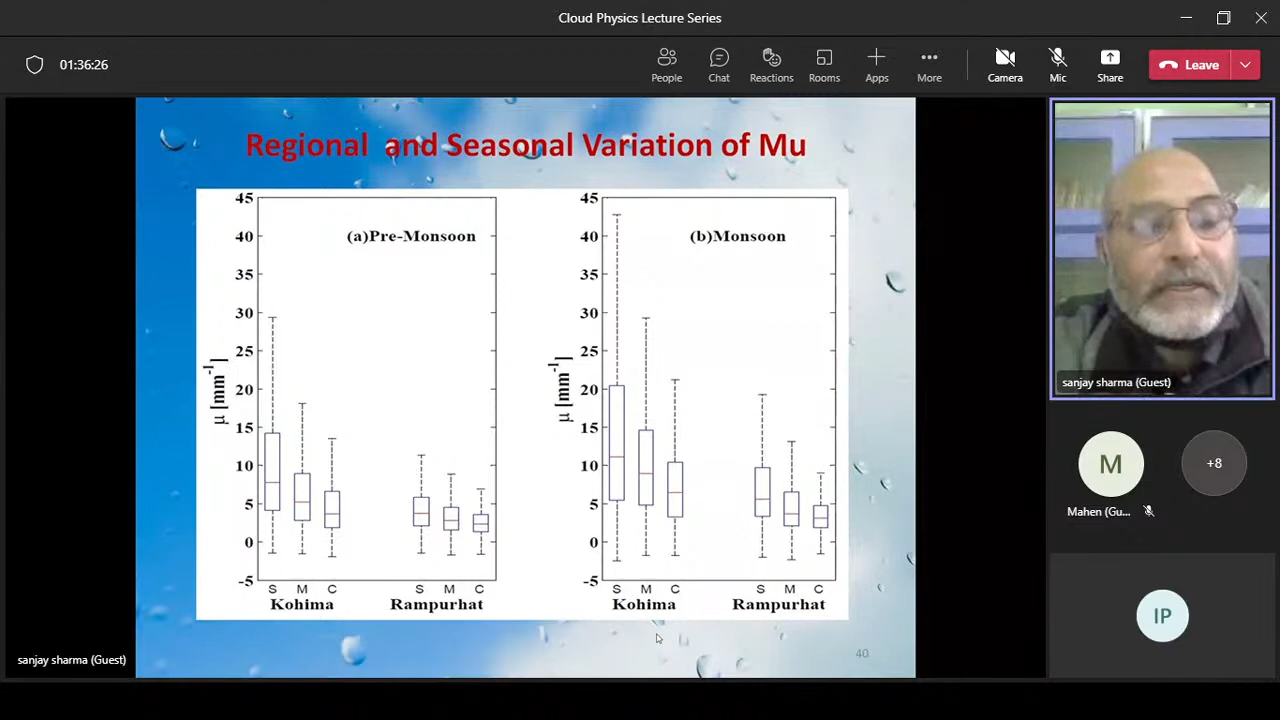 Cloud Physics Lecture Series
01:36:26
People
Chat
Reactions
Rooms
Apps
More
Camera
Mic
Share
Leave
Regional and Seasonal Variation of Mu
45
40
35
30
25
20
15
10
5
0
-5
μ [mm⁻¹]
(a)Pre-Monsoon
S M C S M C
Kohima Rampurhat
45
40
35
30
25
20
15
10
5
0
-5
μ [mm⁻¹]
(b)Monsoon
S M C S M C
Kohima Rampurhat
40
sanjay sharma (Guest)
sanjay sharma (Guest)
M
+8
Mahen (Gu...
IP